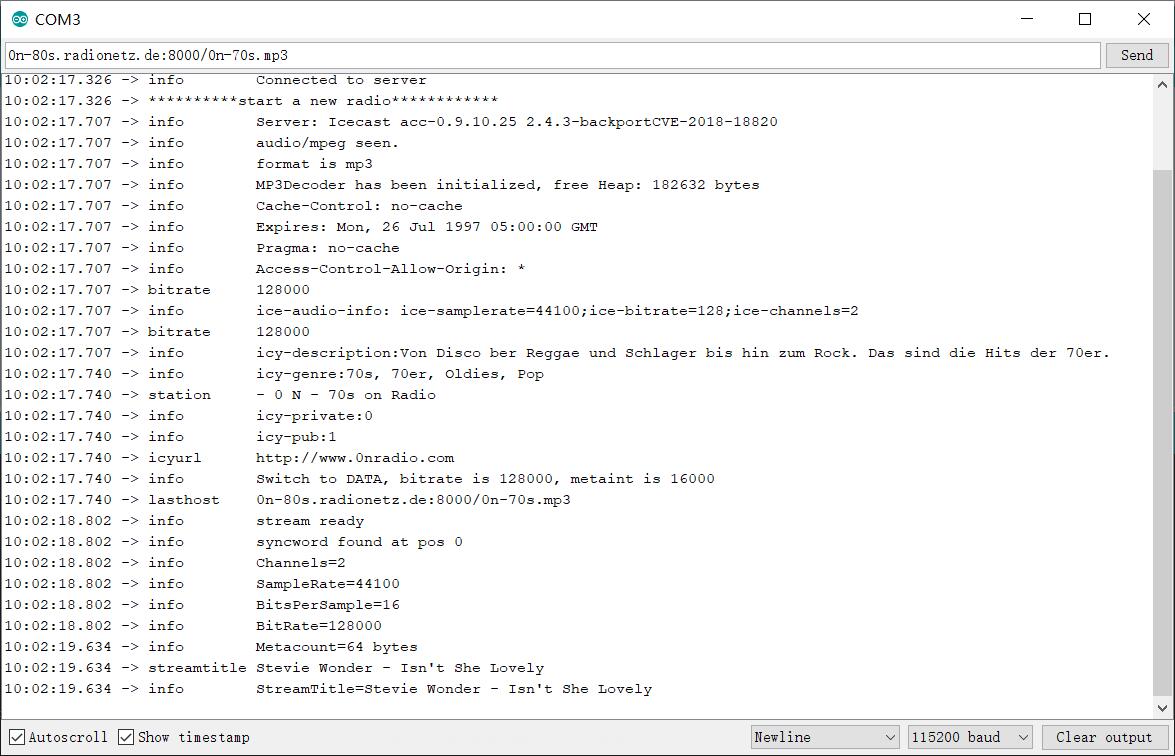 COM3
0n-80s.radionetz.de:8000/0n-70s.mp3 Send
10:02:17.326 -> info Connected to server
10:02:17.326 -> **********start a new radio************
10:02:17.707 -> info Server: Icecast acc-0.9.10.25 2.4.3-backportCVE-2018-18820
10:02:17.707 -> info audio/mpeg seen.
10:02:17.707 -> info format is mp3
10:02:17.707 -> info MP3Decoder has been initialized, free Heap: 182632 bytes
10:02:17.707 -> info Cache-Control: no-cache
10:02:17.707 -> info Expires: Mon, 26 Jul 1997 05:00:00 GMT
10:02:17.707 -> info Pragma: no-cache
10:02:17.707 -> info Access-Control-Allow-Origin: *
10:02:17.707 -> bitrate 128000
10:02:17.707 -> info ice-audio-info: ice-samplerate=44100;ice-bitrate=128;ice-channels=2
10:02:17.707 -> bitrate 128000
10:02:17.707 -> info icy-description:Von Disco ber Reggae und Schlager bis hin zum Rock. Das sind die Hits der 70er.
10:02:17.740 -> info icy-genre:70s, 70er, Oldies, Pop
10:02:17.740 -> station - 0 N - 70s on Radio
10:02:17.740 -> info icy-private:0
10:02:17.740 -> info icy-pub:1
10:02:17.740 -> icyurl http://www.0nradio.com
10:02:17.740 -> info Switch to DATA, bitrate is 128000, metaint is 16000
10:02:17.740 -> lasthost 0n-80s.radionetz.de:8000/0n-70s.mp3
10:02:18.802 -> info stream ready
10:02:18.802 -> info syncword found at pos 0
10:02:18.802 -> info Channels=2
10:02:18.802 -> info SampleRate=44100
10:02:18.802 -> info BitsPerSample=16
10:02:18.802 -> info BitRate=128000
10:02:19.634 -> info Metacount=64 bytes
10:02:19.634 -> streamtitle Stevie Wonder - Isn't She Lovely
10:02:19.634 -> info StreamTitle=Stevie Wonder - Isn't She Lovely
Autoscroll Show timestamp Newline 115200 baud Clear output